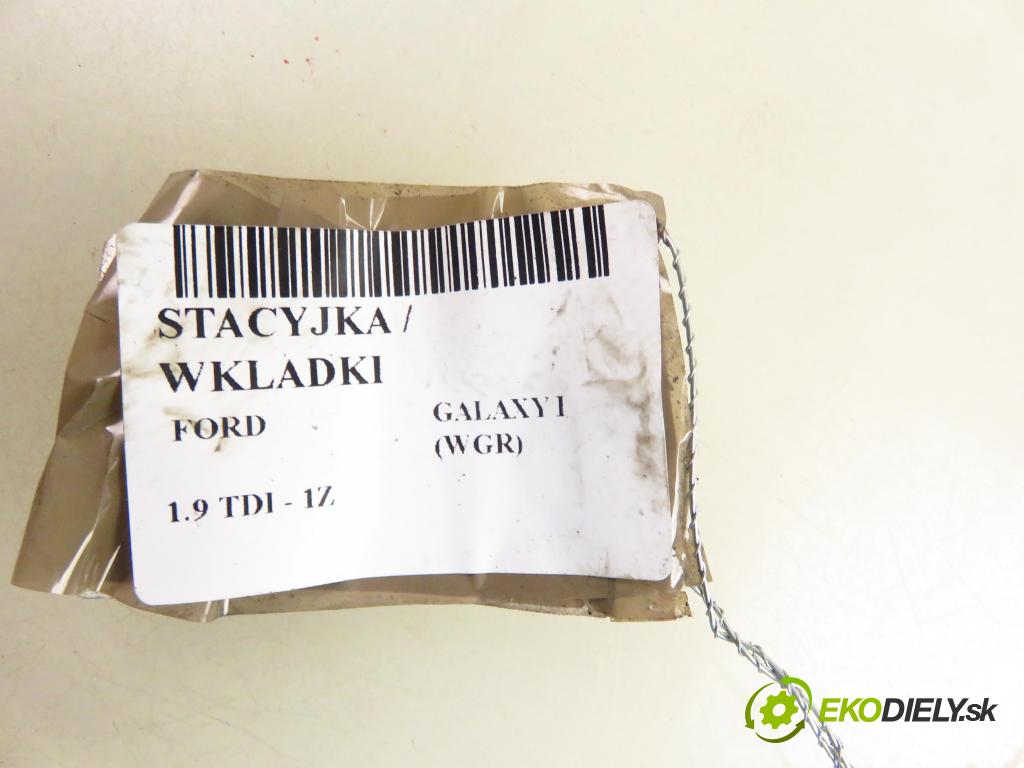 STACYJKA /
WKLADKI
FORD GALAXY I
(WGR)
1.9 TDI - 1Z
EKODIELY.sk